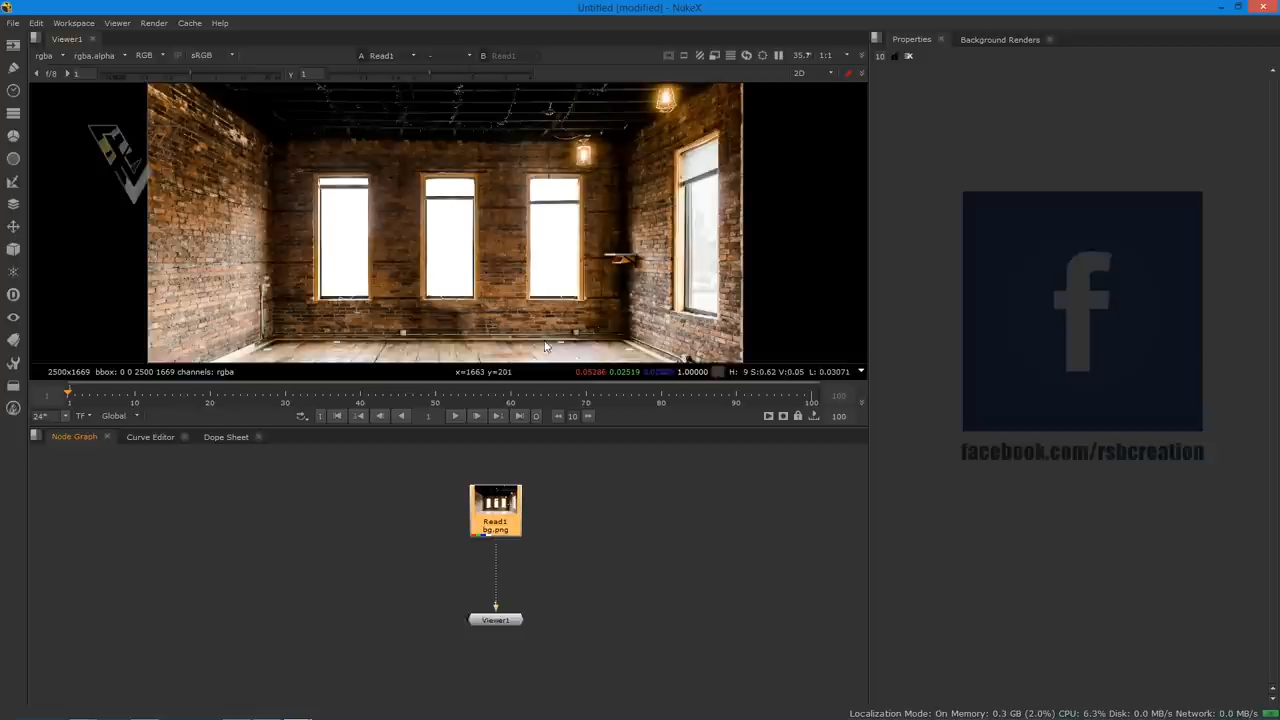 Untitled [modified] - NukeX
File Edit Workspace Viewer Render Cache Help
Viewer1
Properties
Background Renders
rgba rgba.alpha RGB sRGB A Read1 - B Read1 35.7 1:1
10
f/8 1 Y 1 2D
2500x1669 bbox: 0 0 2500 1669 channels: rgba x=1663 y=201 0.05286 0.02519 1.00000 H: 9 S:0.62 V:0.05 L: 0.03071
1 1 10 20 30 40 50 60 70 80 90 100 100
24* TF Global 1 10 100
Node Graph Curve Editor Dope Sheet
f
facebook.com/rsbcreation
Read1
bg.png
Viewer1
Localization Mode: On Memory: 0.3 GB (2.0%) CPU: 6.3% Disk: 0.0 MB/s Network: 0.0 MB/s